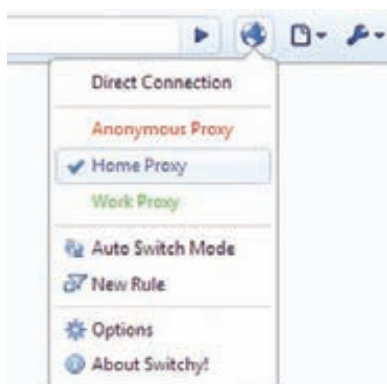 Direct Connection
Anonymous Proxy
Home Proxy
Work Proxy
Auto Switch Mode
New Rule
Options
About Switchy!